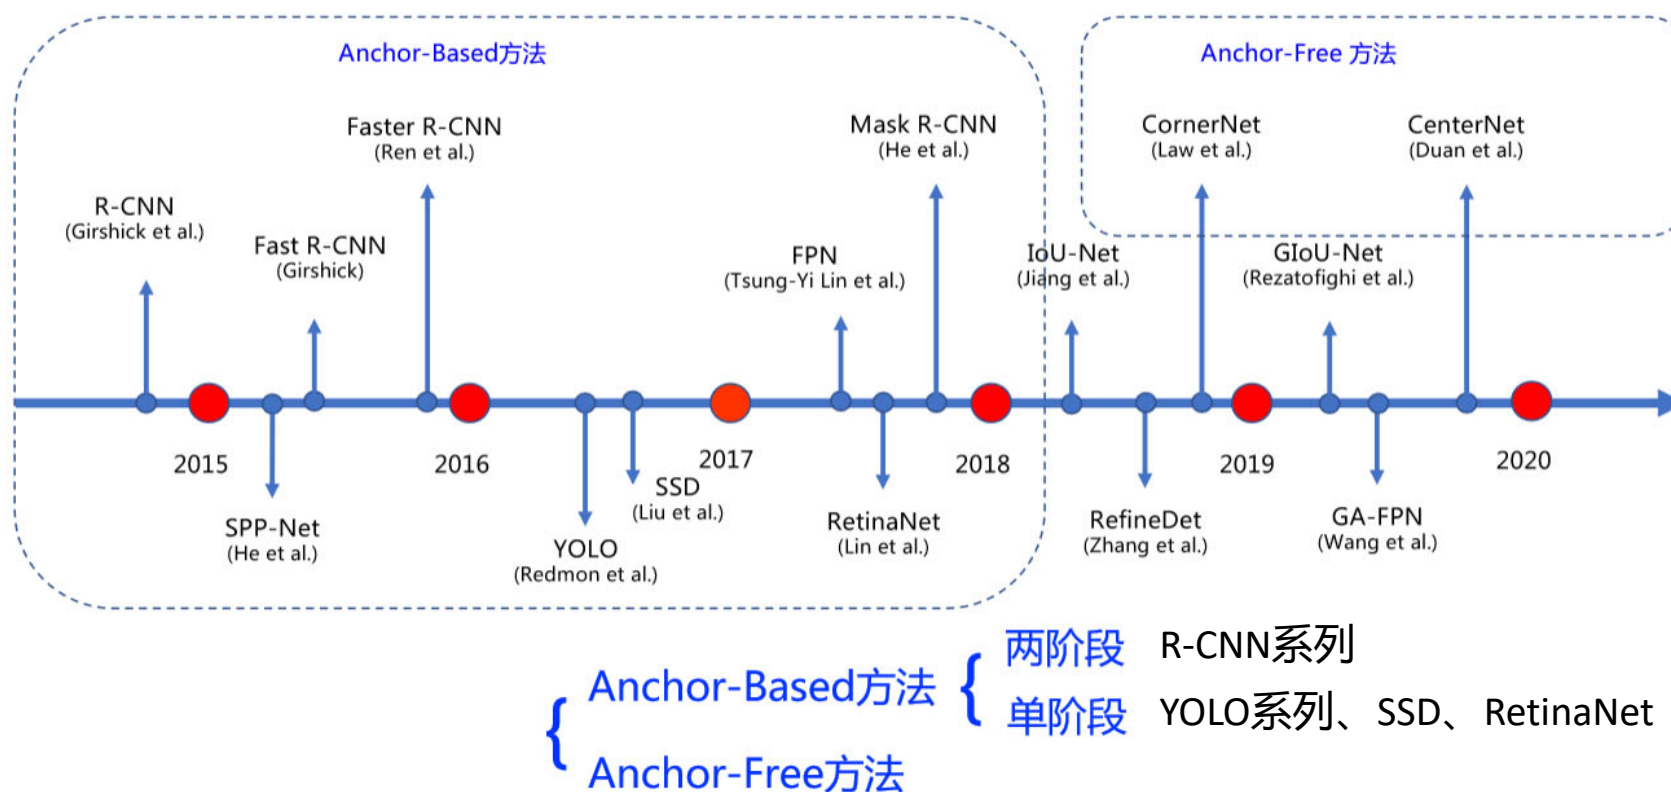 Anchor-Based方法
Anchor-Free 方法
Faster R-CNN
(Ren et al.)
Mask R-CNN
(He et al.)
CornerNet
(Law et al.)
CenterNet
(Duan et al.)
R-CNN
(Girshick et al.)
Fast R-CNN
(Girshick)
FPN
(Tsung-Yi Lin et al.)
IoU-Net
(Jiang et al.)
GIoU-Net
(Rezatofighi et al.)
2015
2016
2017
2018
2019
2020
SPP-Net
(He et al.)
YOLO
(Redmon et al.)
SSD
(Liu et al.)
RetinaNet
(Lin et al.)
RefineDet
(Zhang et al.)
GA-FPN
(Wang et al.)
Anchor-Based方法
两阶段 R-CNN系列
单阶段 YOLO系列、SSD、RetinaNet
Anchor-Free方法